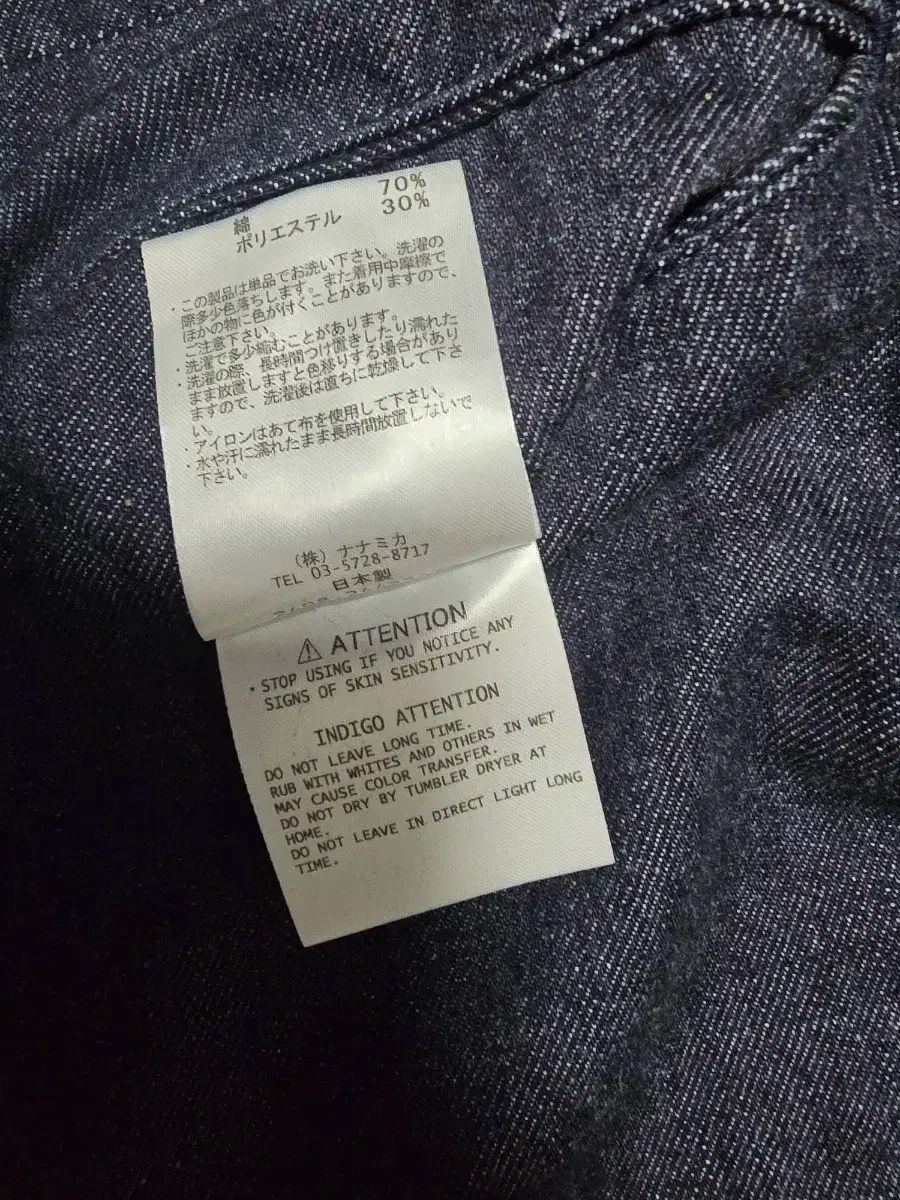 綿 70%
ポリエステル 30%
・この製品は単品でお洗い下さい。洗濯の
際多少色落ちします。また着用中摩擦で
ほかの物に色が付くことがありますので、
ご注意下さい。
・洗濯で多少縮むことがあります。
・洗濯の際、長時間つけ置きしたり濡れた
まま放置しますと色移りする場合があり
ますので、洗濯後は直ちに乾燥して下さ
い。
・アイロンはあて布を使用して下さい。
・水や汗に濡れたまま長時間放置しないで
下さい。
(株) ナナミカ
TEL 03-5728-8717
日本製
⚠ ATTENTION
・STOP USING IF YOU NOTICE ANY
SIGNS OF SKIN SENSITIVITY.
INDIGO ATTENTION
DO NOT LEAVE LONG TIME.
RUB WITH WHITES AND OTHERS IN WET
MAY CAUSE COLOR TRANSFER.
DO NOT DRY BY TUMBLER DRYER AT
HOME.
DO NOT LEAVE IN DIRECT LIGHT LONG
TIME.